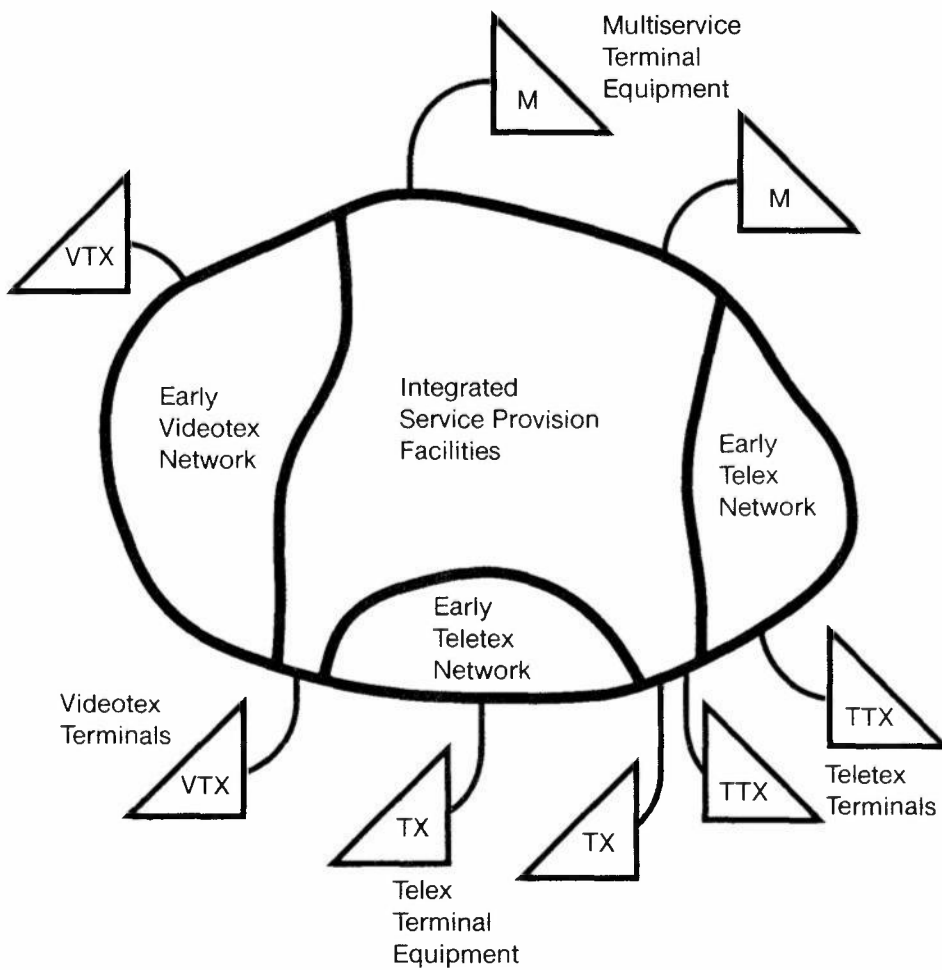 Multiservice
Terminal
Equipment
M
M
VTX
Early
Videotex
Network
Integrated
Service Provision
Facilities
Early
Telex
Network
Early
Teletex
Network
Videotex
Terminals
VTX
TX
Telex
Terminal
Equipment
TX
TTX
TTX
Teletex
Terminals